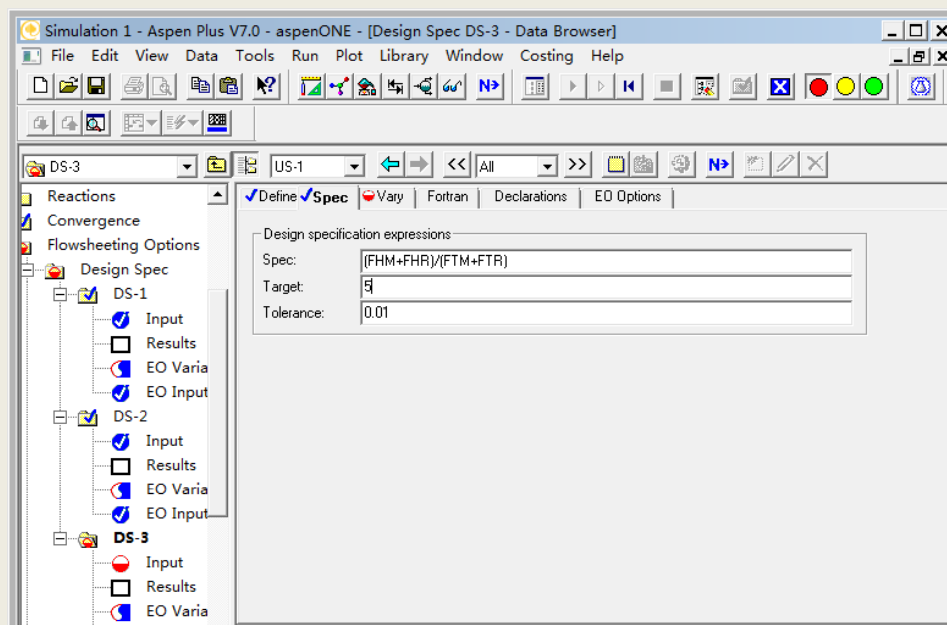 Simulation 1 - Aspen Plus V7.0 - aspenONE - [Design Spec DS-3 - Data Browser]
File Edit View Data Tools Run Plot Library Window Costing Help
N
DS-3 US-1 << All >> N
Reactions
Convergence
Flowsheeting Options
Design Spec
DS-1
Input
Results
EO Varia
EO Input
DS-2
Input
Results
EO Varia
EO Input
DS-3
Input
Results
EO Varia
Define Spec Vary Fortran Declarations EO Options
Design specification expressions
Spec: (FHM+FHR)/(FTM+FTR)
Target: 5
Tolerance: 0.01